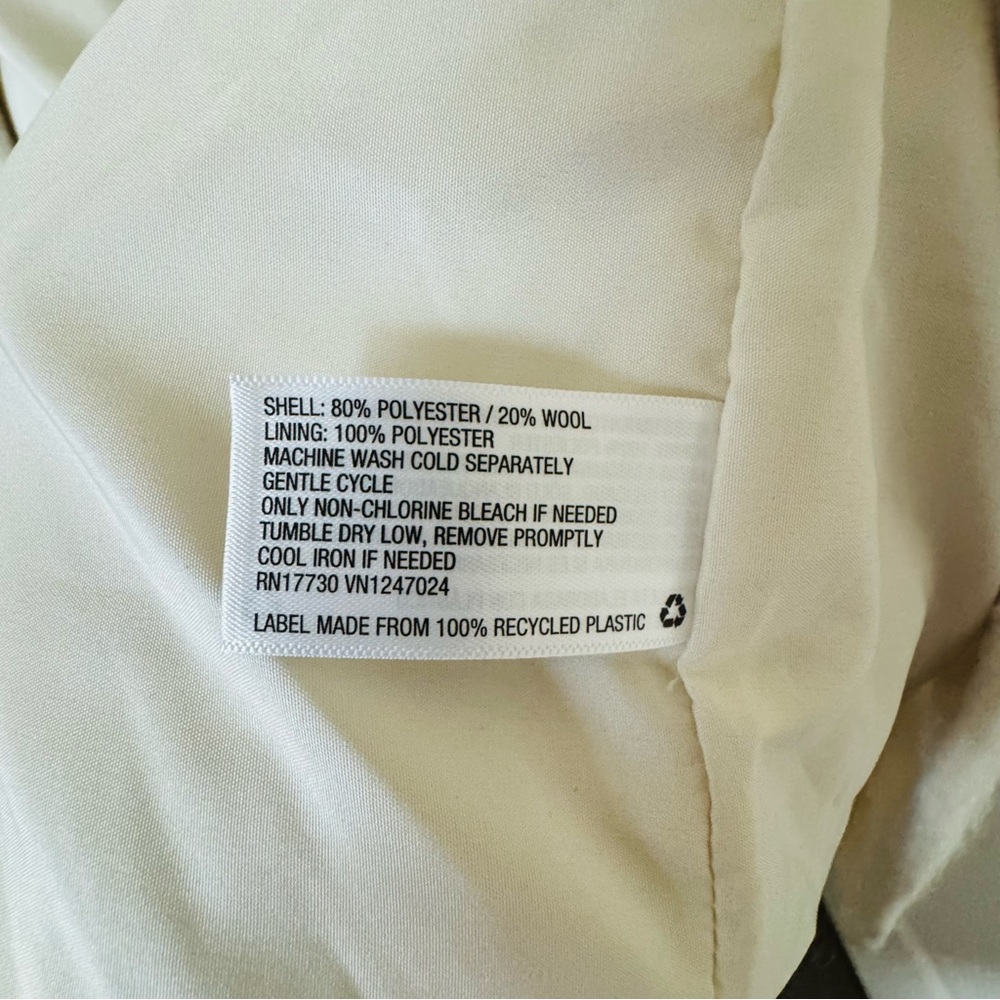 SHELL: 80% POLYESTER / 20% WOOL
LINING: 100% POLYESTER
MACHINE WASH COLD SEPARATELY
GENTLE CYCLE
ONLY NON-CHLORINE BLEACH IF NEEDED
TUMBLE DRY LOW, REMOVE PROMPTLY
COOL IRON IF NEEDED
RN17730 VN1247024
LABEL MADE FROM 100% RECYCLED PLASTIC